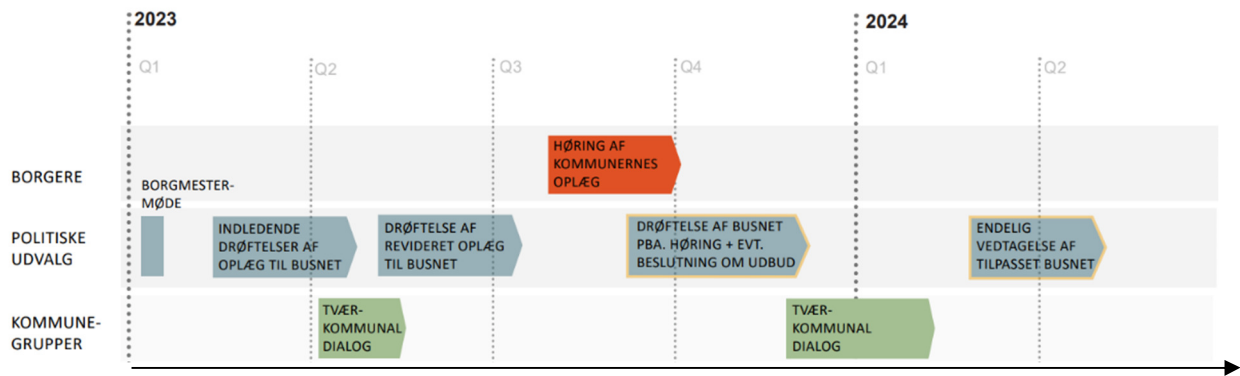 2023
2024
Q1
Q2
Q3
Q4
Q1
Q2
BORGERE
HØRING AF
KOMMUNERNES
OPLÆG
BORGMESTER-
MØDE
POLITISKE
UDVALG
INDLEDENDE
DRØFTELSER AF
OPLÆG TIL BUSNET
DRØFTELSE AF
REVIDERET OPLÆG
TIL BUSNET
DRØFTELSE AF BUSNET
PBA. HØRING + EVT.
BESLUTNING OM UDBUD
ENDELIG
VEDTAGELSE AF
TILPASSET BUSNET
KOMMUNE-
GRUPPER
TVÆR-
KOMMUNAL
DIALOG
TVÆR-
KOMMUNAL
DIALOG